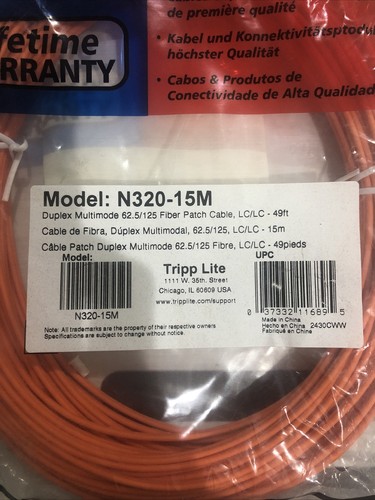 de première qualité
• Kabel und Konnektivitätsprodu
höchster Qualität
• Cabos & Produtos de
Conectividade de Alta Qualidad
fetime
RRANTY
Model: N320-15M
Duplex Multimode 62.5/125 Fiber Patch Cable, LC/LC - 49ft
Cable de Fibra, Dúplex Multimodal, 62.5/125, LC/LC - 15m
Câble Patch Duplex Multimode 62.5/125 Fibre, LC/LC - 49pieds
Model:
N320-15M
Tripp Lite
1111 W. 35th. Street
Chicago, IL 60609 USA
www.tripplite.com/support
UPC
0 37332 11689 5
Made in China
Hecho en China 2430CWW
Fabriqué en China
Note: All trademarks are the property of their respective owners
Specifications are subject to change without notice.